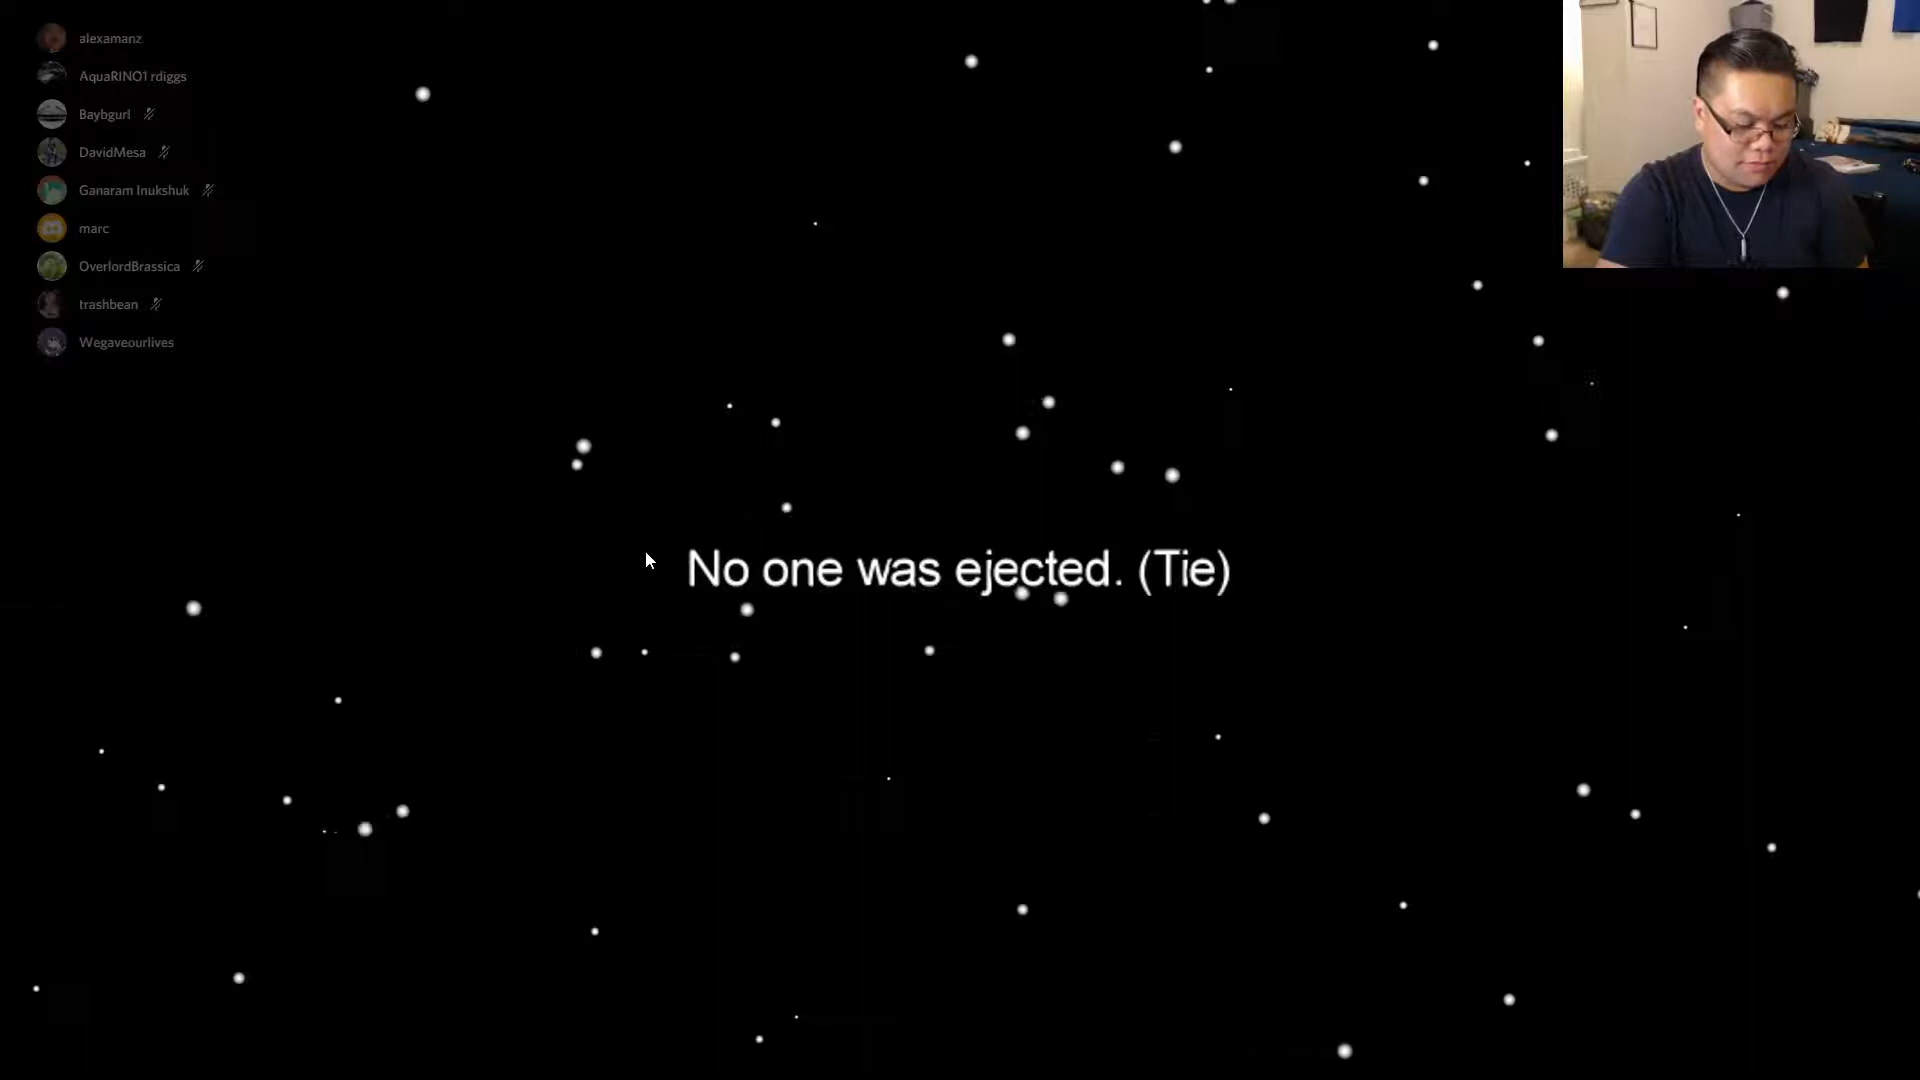 alexamanz
AquaRINO1 rdiggs
Baybgurl
DavidMesa
Ganaram Inukshuk
marc
OverlordBrassica
trashbean
Wegaveourlives
No one was ejected. (Tie)